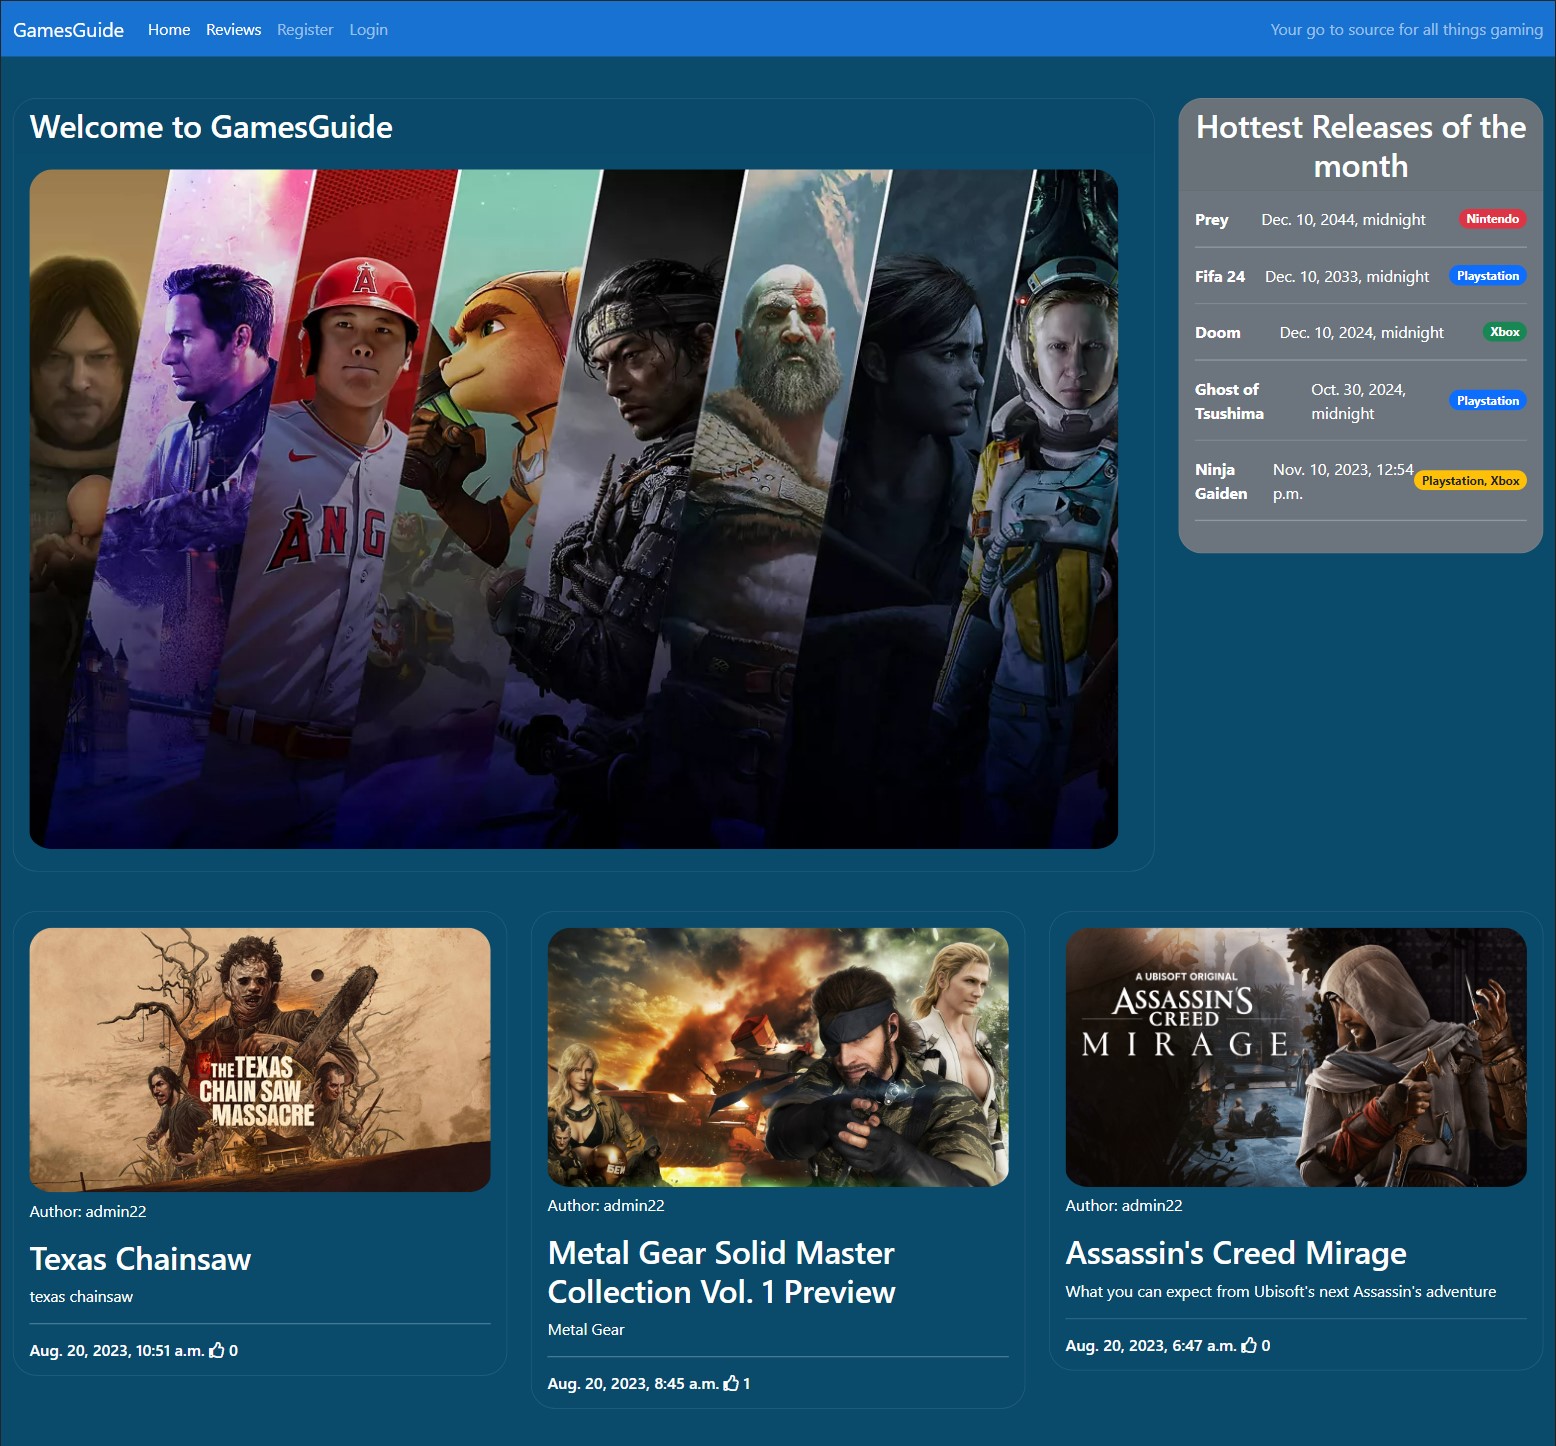 GamesGuide Home Reviews Register Login Your go to source for all things gaming
Welcome to GamesGuide
A
ANG
Hottest Releases of the
month
Prey Dec. 10, 2044, midnight Nintendo
Fifa 24 Dec. 10, 2033, midnight Playstation
Doom Dec. 10, 2024, midnight Xbox
Ghost of
Tsushima
Oct. 30, 2024,
midnight
Playstation
Ninja
Gaiden
Nov. 10, 2023, 12:54
p.m.
Playstation, Xbox
THE TEXAS
CHAIN SAW
MASSACRE
Author: admin22
Texas Chainsaw
texas chainsaw
Aug. 20, 2023, 10:51 a.m. 0
БЕН
Author: admin22
Metal Gear Solid Master
Collection Vol. 1 Preview
Metal Gear
Aug. 20, 2023, 8:45 a.m. 1
A UBISOFT ORIGINAL
ASSASSIN'S
CREED
MIRAGE
Author: admin22
Assassin's Creed Mirage
What you can expect from Ubisoft's next Assassin's adventure
Aug. 20, 2023, 6:47 a.m. 0